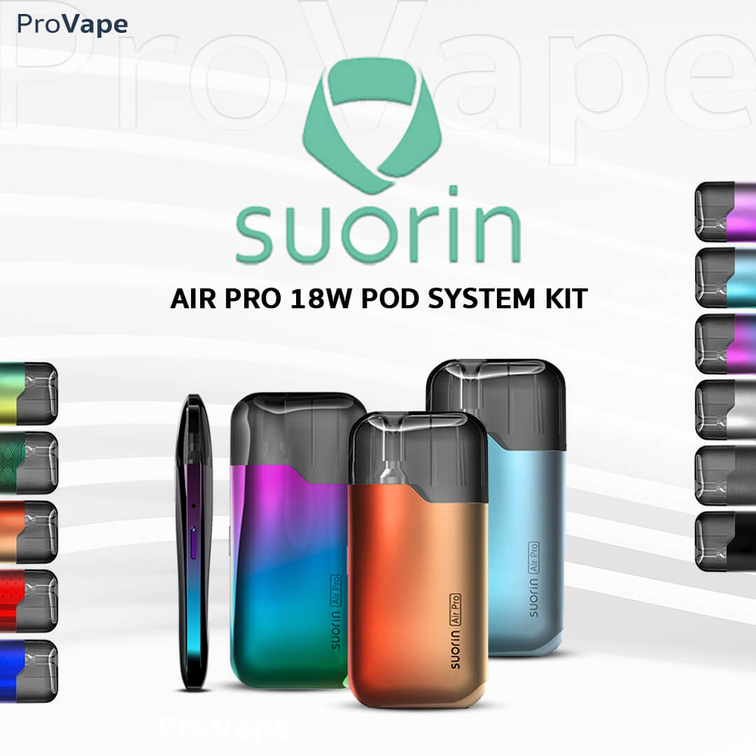 ProVape
ProVape
suorin
AIR PRO 18W POD SYSTEM KIT
suorin Air Pro
suorin Air Pro
suorin Air Pro
ProVape